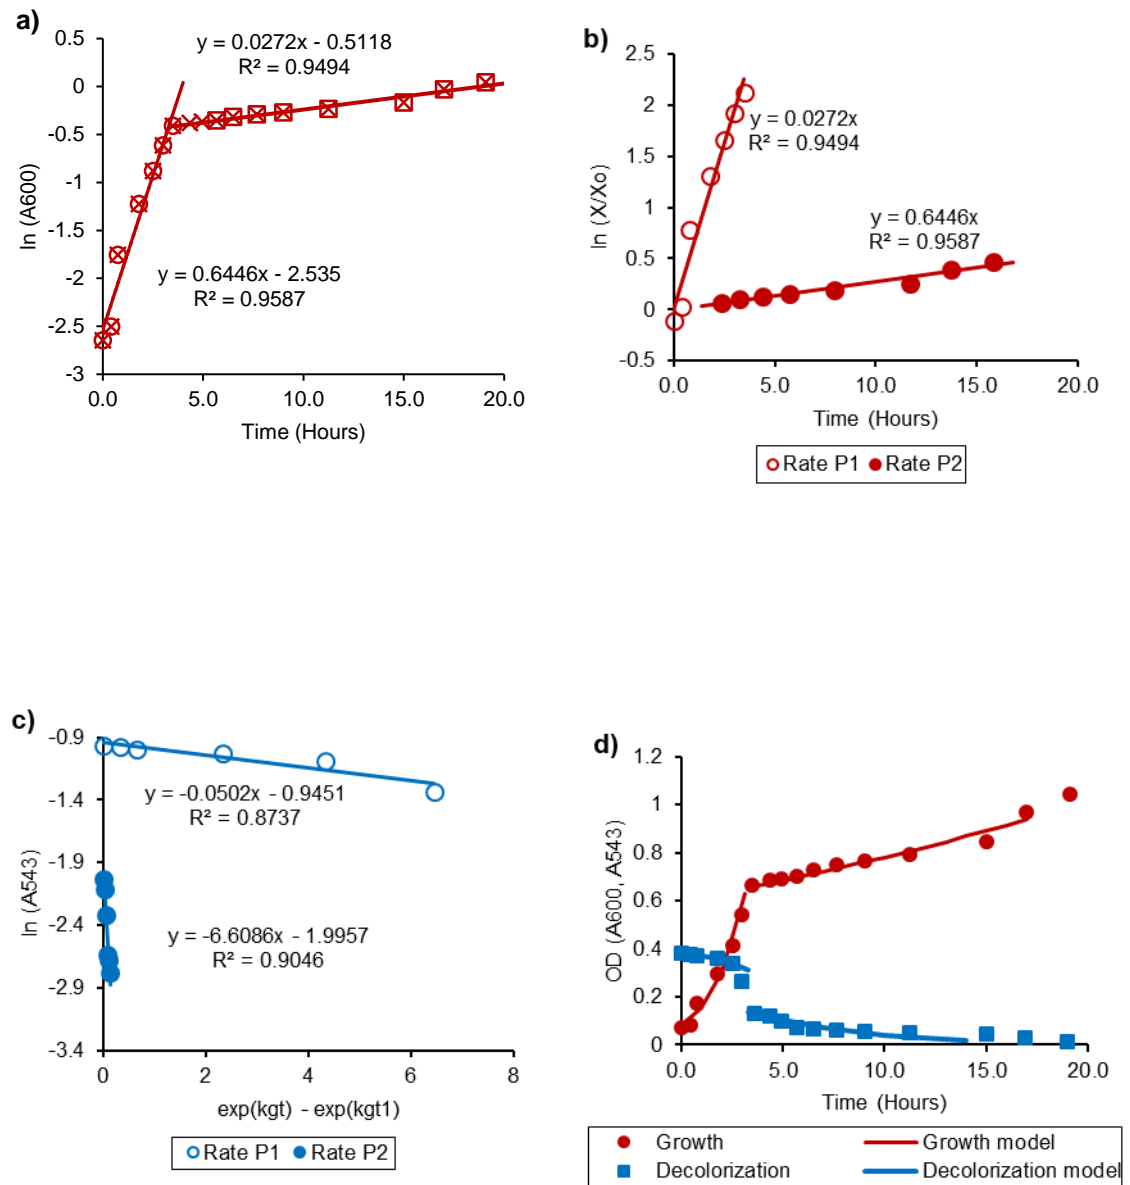 a)
y = 0.0272x - 0.5118
R² = 0.9494
0.5
0
-0.5
-1
-1.5
-2
-2.5
-3
ln (A600)
y = 0.6446x - 2.535
R² = 0.9587
0.0 5.0 10.0 15.0 20.0
Time (Hours)
b)
2.5
2
1.5
1
0.5
0
-0.5
ln (X/Xo)
y = 0.0272x
R² = 0.9494
y = 0.6446x
R² = 0.9587
0.0 5.0 10.0 15.0 20.0
Time (Hours)
Rate P1 Rate P2
c)
-0.9
-1.4
-1.9
-2.4
-2.9
-3.4
ln (A543)
y = -0.0502x - 0.9451
R² = 0.8737
y = -6.6086x - 1.9957
R² = 0.9046
0 2 4 6 8
exp(kgt) - exp(kgt1)
Rate P1 Rate P2
d)
1.2
1
0.8
0.6
0.4
0.2
0
OD (A600, A543)
0.0 5.0 10.0 15.0 20.0
Time (Hours)
Growth Growth model
Decolorization Decolorization model